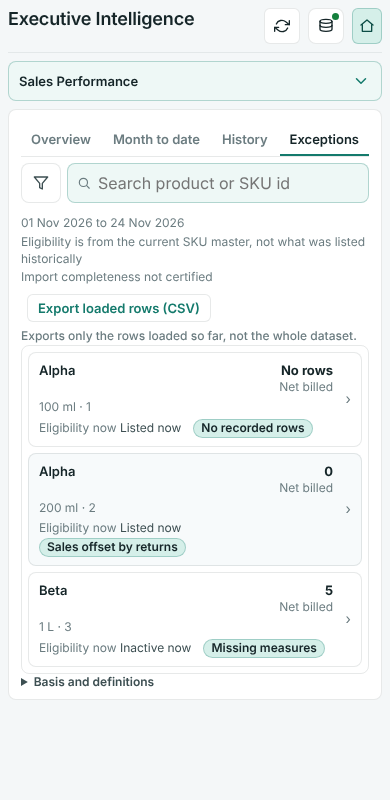 Executive Intelligence
Sales Performance
Overview Month to date History Exceptions
Search product or SKU id
01 Nov 2026 to 24 Nov 2026
Eligibility is from the current SKU master, not what was listed
historically
Import completeness not certified
Export loaded rows (CSV)
Exports only the rows loaded so far, not the whole dataset.
Alpha No rows
Net billed
100 ml · 1
Eligibility now Listed now No recorded rows
Alpha 0
Net billed
200 ml · 2
Eligibility now Listed now
Sales offset by returns
Beta 5
Net billed
1 L · 3
Eligibility now Inactive now Missing measures
Basis and definitions